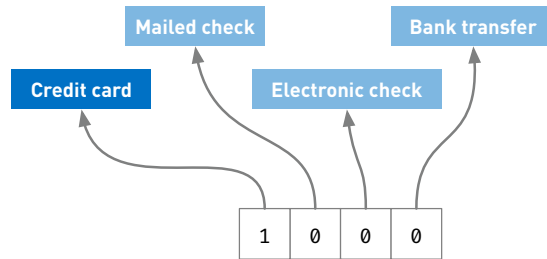 Mailed check
Bank transfer
Credit card
Electronic check
1 0 0 0